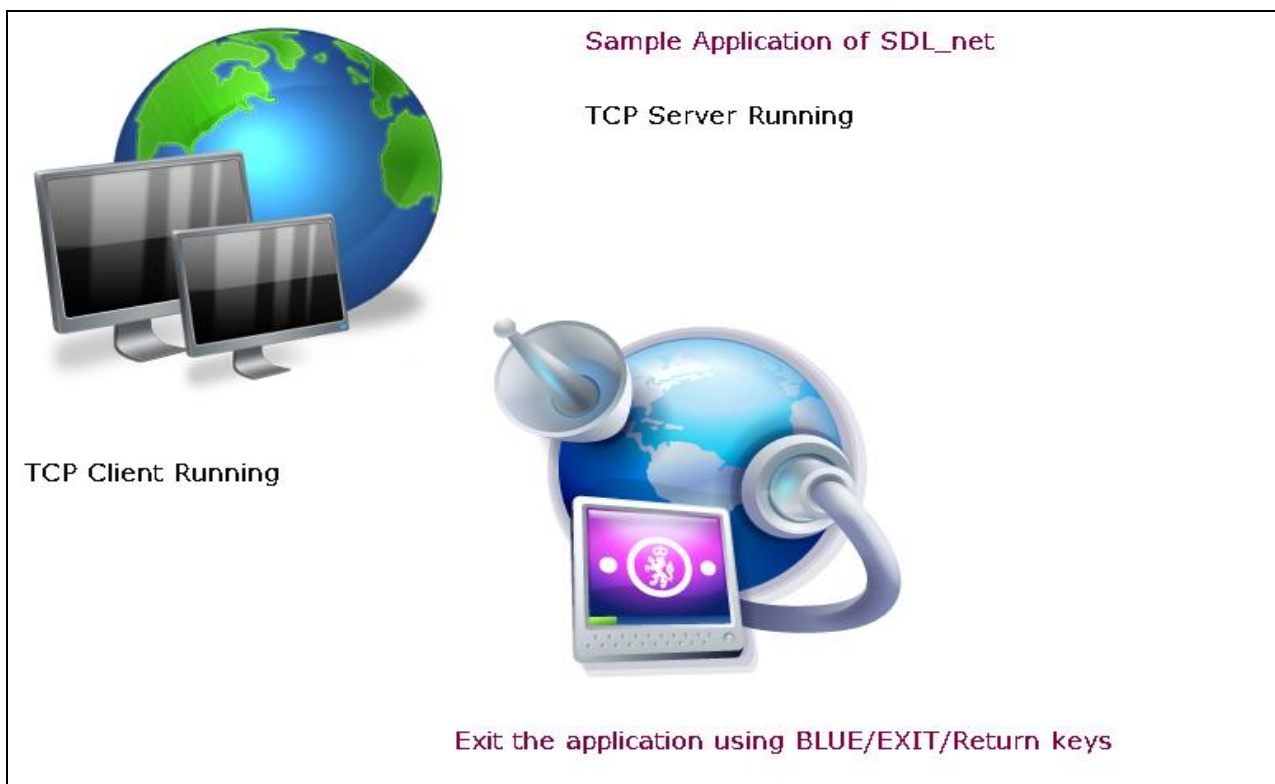 Sample Application of SDL_net
TCP Server Running
TCP Client Running
Exit the application using BLUE/EXIT/Return keys